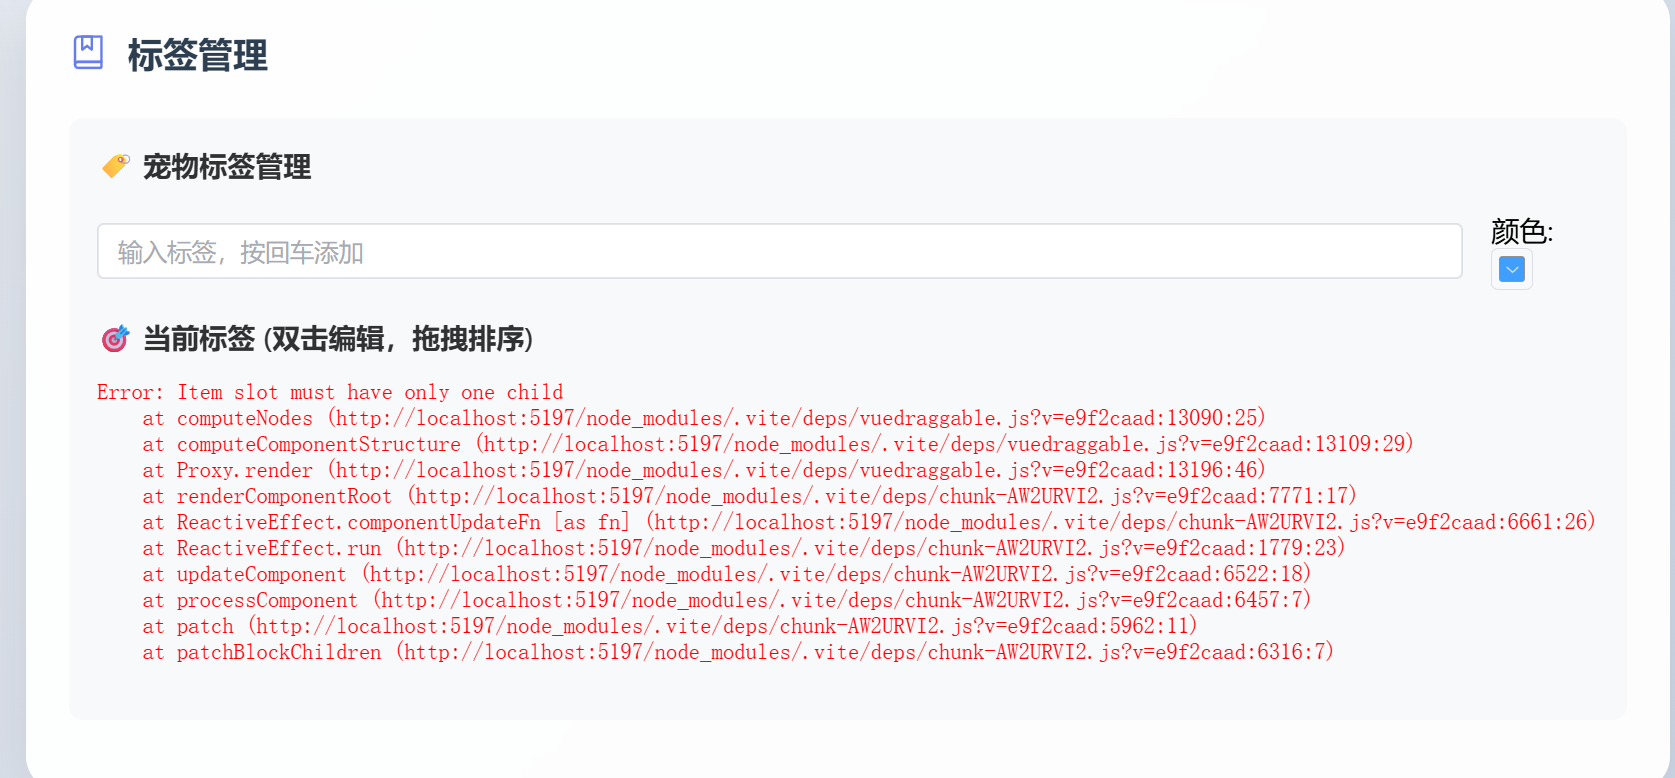 标签管理
宠物标签管理
输入标签，按回车添加
颜色:
当前标签 (双击编辑，拖拽排序)
Error: Item slot must have only one child
at computeNodes (http://localhost:5197/node_modules/.vite/deps/vuedraggable.js?v=e9f2caad:13090:25)
at computeComponentStructure (http://localhost:5197/node_modules/.vite/deps/vuedraggable.js?v=e9f2caad:13109:29)
at Proxy.render (http://localhost:5197/node_modules/.vite/deps/vuedraggable.js?v=e9f2caad:13196:46)
at renderComponentRoot (http://localhost:5197/node_modules/.vite/deps/chunk-AW2URVI2.js?v=e9f2caad:7771:17)
at ReactiveEffect.componentUpdateFn [as fn] (http://localhost:5197/node_modules/.vite/deps/chunk-AW2URVI2.js?v=e9f2caad:6661:26)
at ReactiveEffect.run (http://localhost:5197/node_modules/.vite/deps/chunk-AW2URVI2.js?v=e9f2caad:1779:23)
at updateComponent (http://localhost:5197/node_modules/.vite/deps/chunk-AW2URVI2.js?v=e9f2caad:6522:18)
at processComponent (http://localhost:5197/node_modules/.vite/deps/chunk-AW2URVI2.js?v=e9f2caad:6457:7)
at patch (http://localhost:5197/node_modules/.vite/deps/chunk-AW2URVI2.js?v=e9f2caad:5962:11)
at patchBlockChildren (http://localhost:5197/node_modules/.vite/deps/chunk-AW2URVI2.js?v=e9f2caad:6316:7)